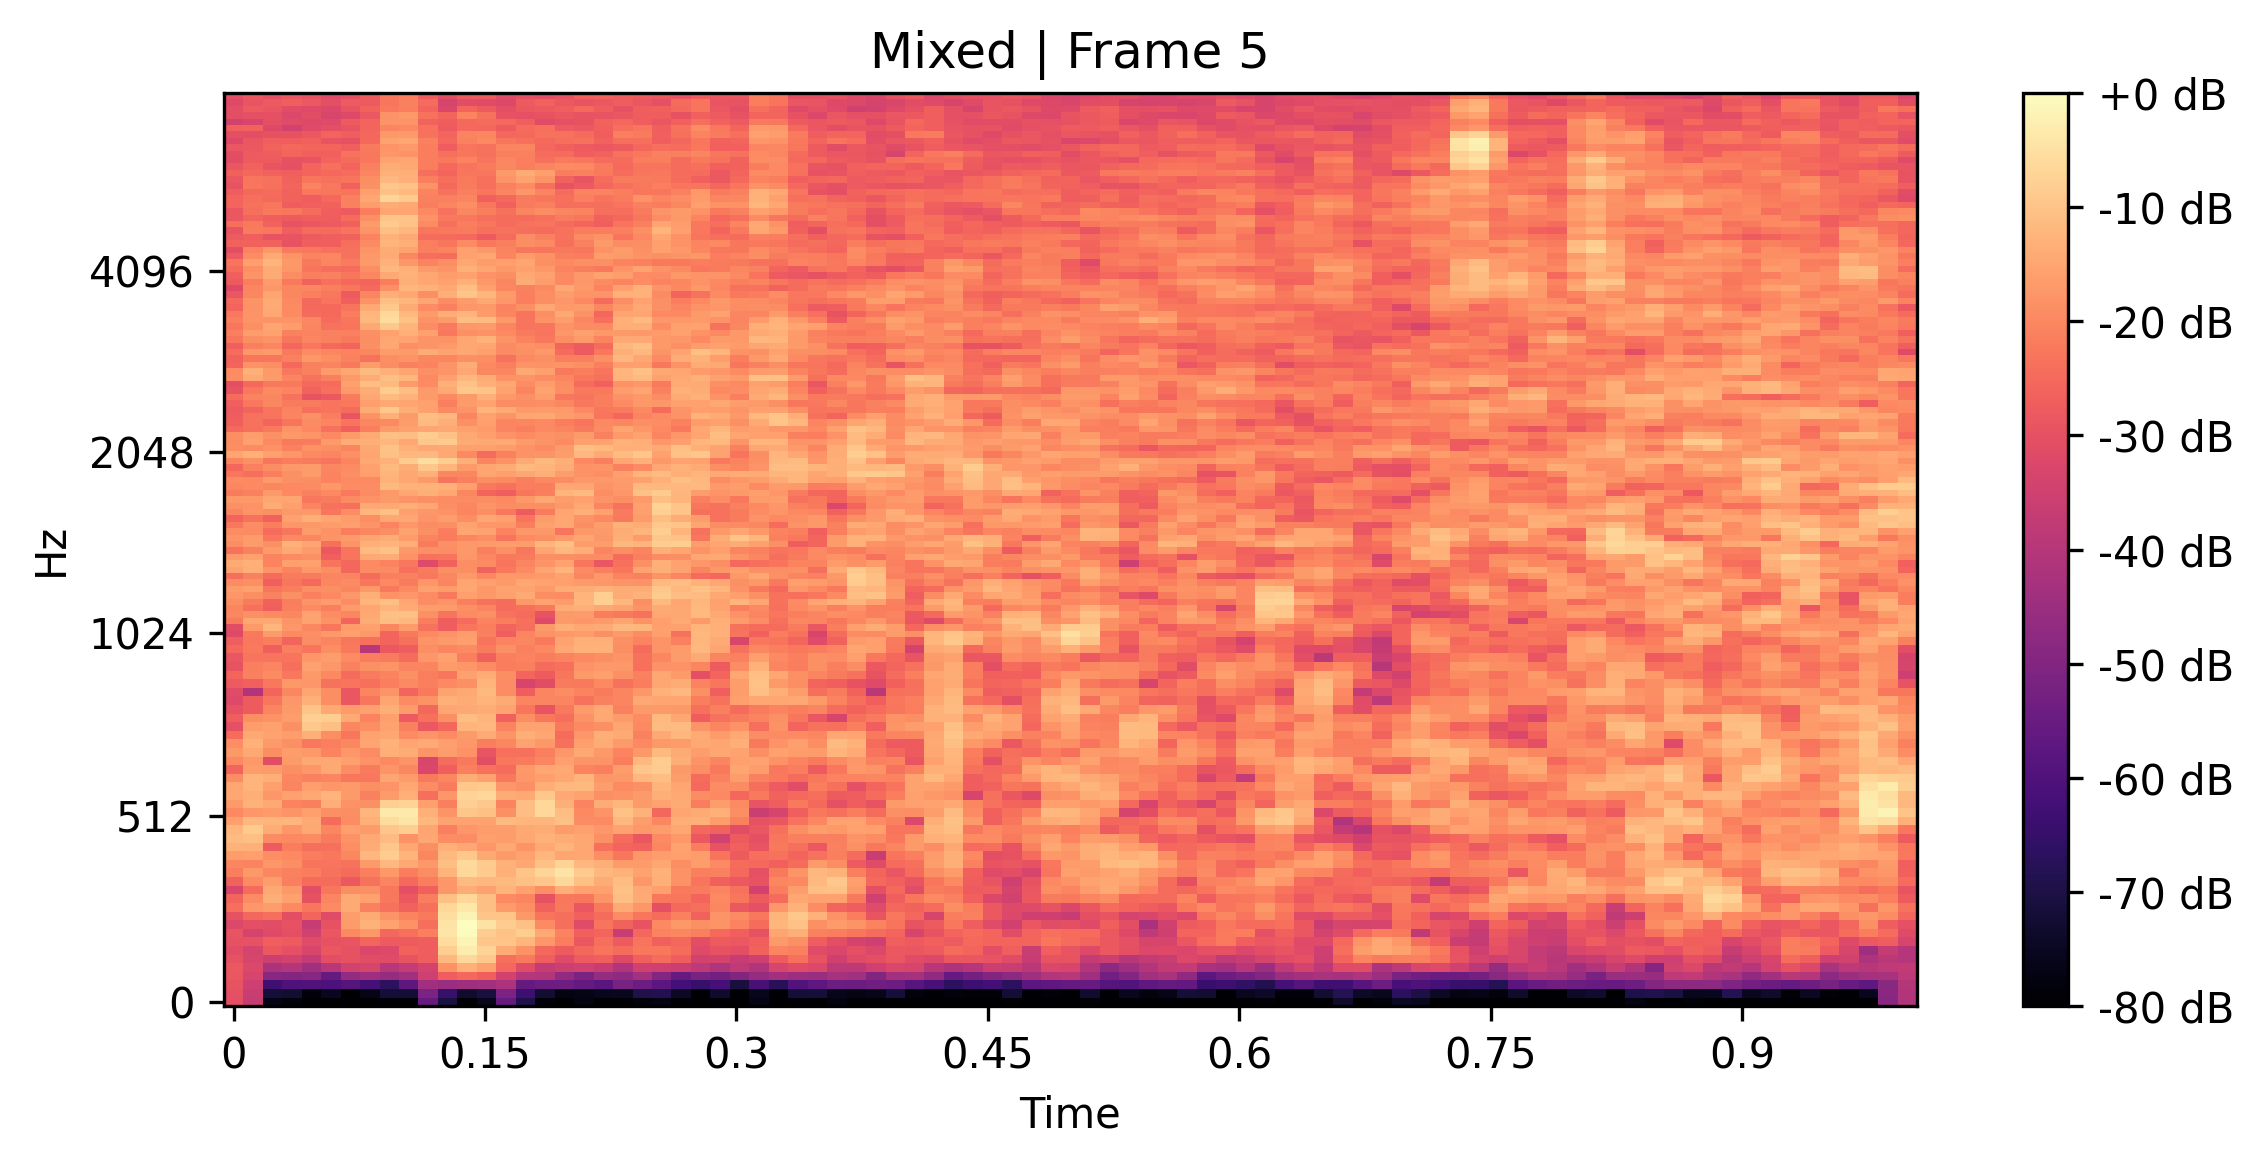 Mixed | Frame 5
Hz
4096
2048
1024
512
0
0 0.15 0.3 0.45 0.6 0.75 0.9
Time
+0 dB
-10 dB
-20 dB
-30 dB
-40 dB
-50 dB
-60 dB
-70 dB
-80 dB